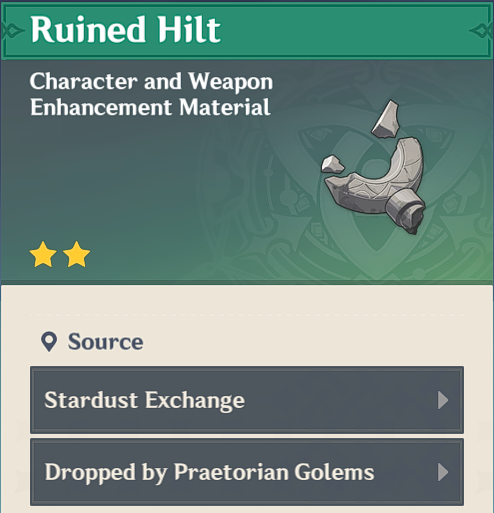 Ruined Hilt
Character and Weapon
Enhancement Material
Source
Stardust Exchange
Dropped by Praetorian Golems